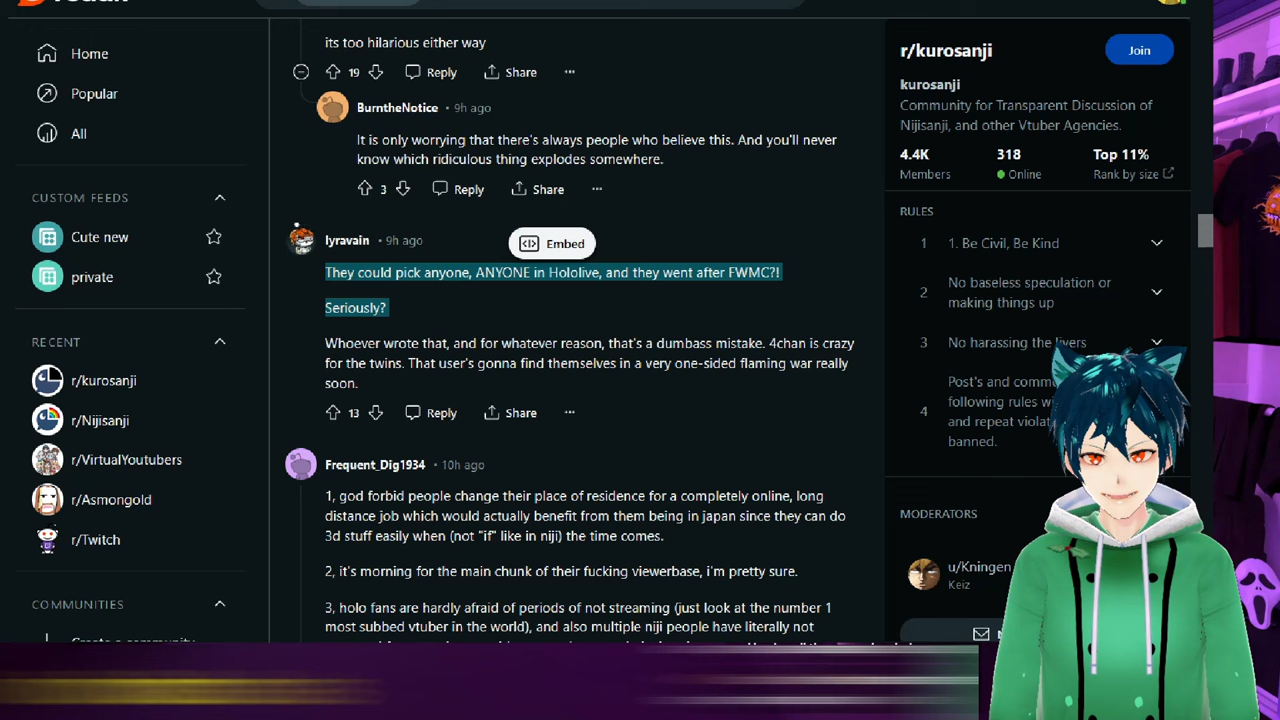 Home
Popular
All
CUSTOM FEEDS
Cute new
private
RECENT
r/kurosanji
r/Nijisanji
r/VirtualYoutubers
r/Asmongold
r/Twitch
COMMUNITIES
its too hilarious either way
19 Reply Share
BurntheNotice • 9h ago
It is only worrying that there's always people who believe this. And you'll never
know which ridiculous thing explodes somewhere.
3 Reply Share
lyravain • 9h ago
Embed
They could pick anyone, ANYONE in Hololive, and they went after FWMC?!
Seriously?
Whoever wrote that, and for whatever reason, that's a dumbass mistake. 4chan is crazy
for the twins. That user's gonna find themselves in a very one-sided flaming war really
soon.
13 Reply Share
Frequent_Dig1934 • 10h ago
1, god forbid people change their place of residence for a completely online, long
distance job which would actually benefit from them being in japan since they can do
3d stuff easily when (not "if" like in niji) the time comes.
2, it's morning for the main chunk of their fucking viewerbase, i'm pretty sure.
3, holo fans are hardly afraid of periods of not streaming (just look at the number 1
most subbed vtuber in the world), and also multiple niji people have literally not
r/kurosanji
Join
kurosanji
Community for Transparent Discussion of
Nijisanji, and other Vtuber Agencies.
4.4K 318 Top 11%
Members Online Rank by size
RULES
1 1. Be Civil, Be Kind
2 No baseless speculation or
making things up
3 No harassing the livers
4 Post's and comm
following rules w
and repeat violat
banned.
MODERATORS
u/Kningen
Keiz